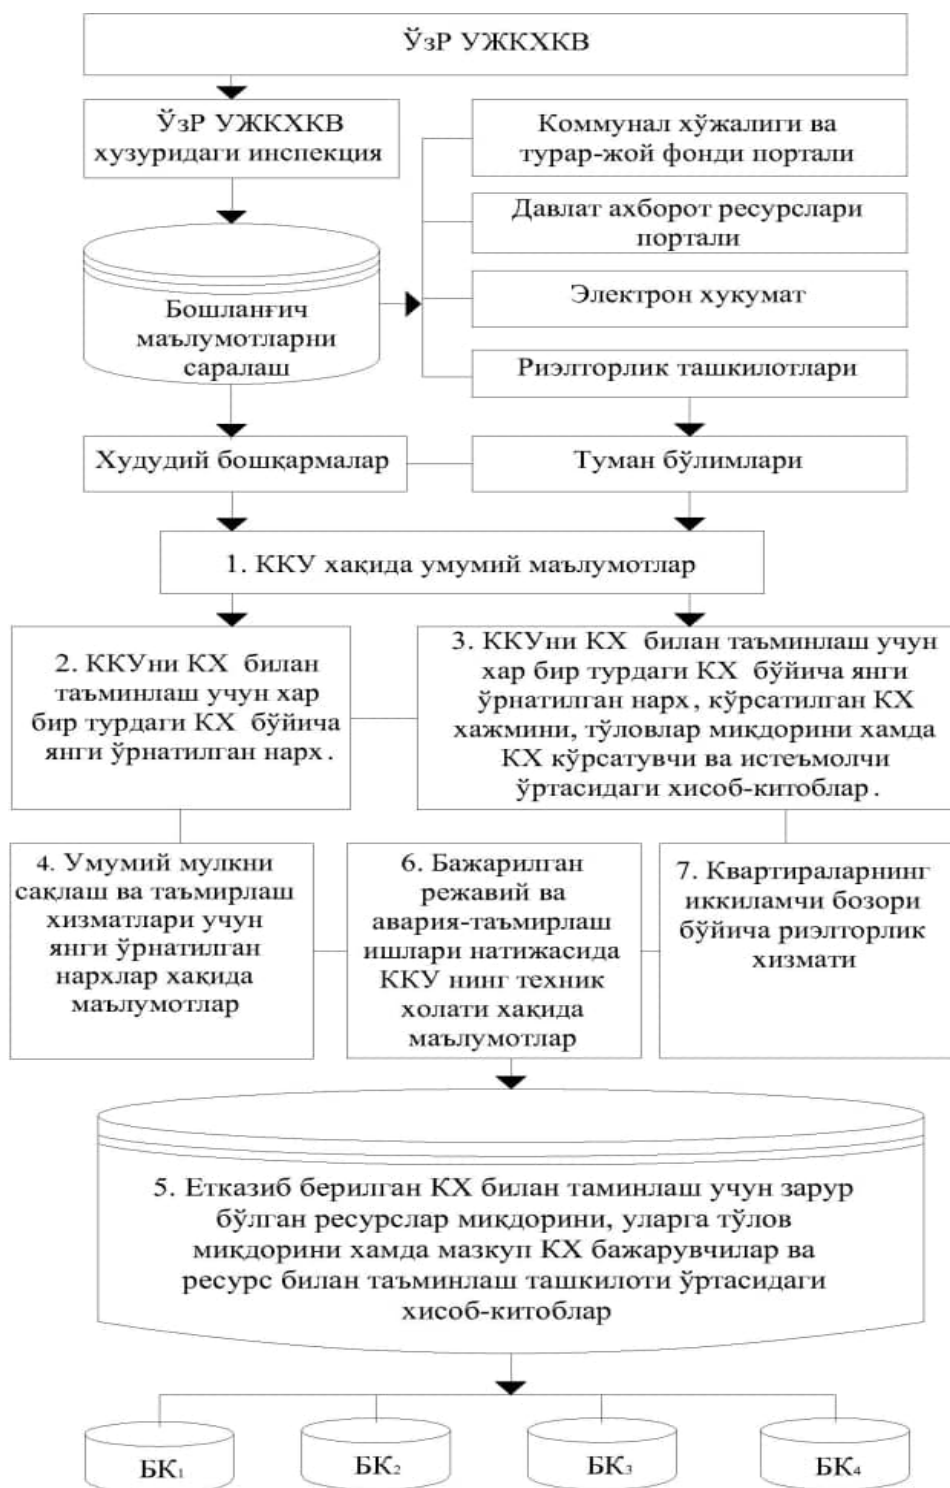 ЎзР УЖКХКВ
ЎзР УЖКХКВ
хузуридаги инспекция
Коммунал хўжалиги ва
турар-жой фонди портали
Давлат ахборот ресурслари
портали
Электрон хукумат
Риэлторлик ташкилотлари
Бошланғич
маълумотларни
саралаш
Худудий бошқармалар
Туман бўлимлари
1. ККУ хақида умумий маълумотлар
2. ККУни КХ билан
таъминлаш учун хар
бир турдаги КХ бўйича
янги ўрнатилган нарх.
3. ККУни КХ билан таъминлаш учун
хар бир турдаги КХ бўйича янги
ўрнатилган нарх, кўрсатилган КХ
хажмини, тўловлар миқдорини хамда
КХ кўрсатувчи ва истеъмолчи
ўртасидаги хисоб-китоблар.
4. Умумий мулкни
сақлаш ва таъмирлаш
хизматлари учун
янги ўрнатилган
нархлар хақида
маълумотлар
6. Бажарилган
режавий ва
авария-таъмирлаш
ишлари натижасида
ККУ нинг техник
холати хақида
маълумотлар
7. Квартираларнинг
иккиламчи бозори
бўйича риэлторлик
хизмати
5. Етказиб берилган КХ билан таминлаш учун зарур
бўлган ресурслар миқдорини, уларга тўлов
миқдорини хамда мазкуп КХ бажарувчилар ва
ресурс билан таъминлаш ташкилоти ўртасидаги
хисоб-китоблар
БК₁
БК₂
БК₃
БК₄